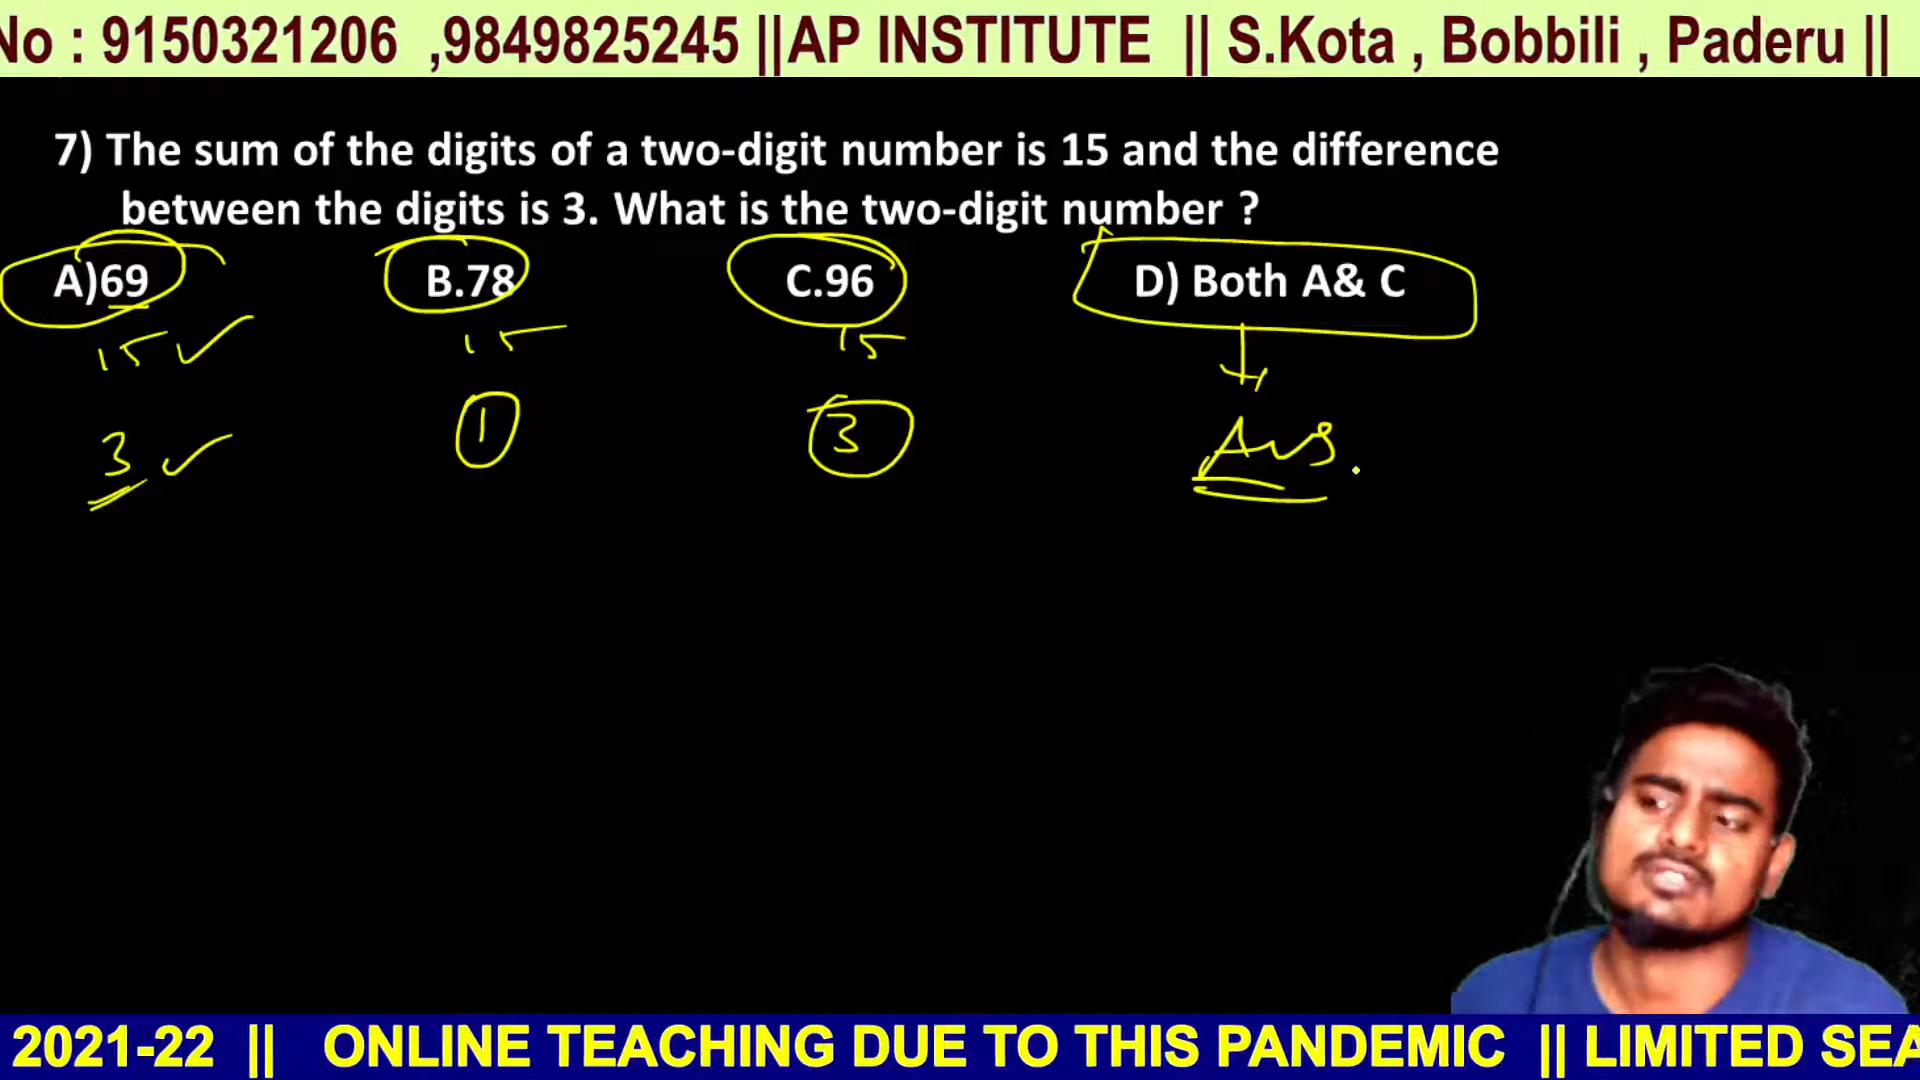 No : 9150321206 ,9849825245 ||AP INSTITUTE || S.Kota , Bobbili , Paderu ||
7) The sum of the digits of a two-digit number is 15 and the difference
between the digits is 3. What is the two-digit number ?
A)69 B.78 C.96 D) Both A& C
15 15 15
3 1 3 Ans.
2021-22 || ONLINE TEACHING DUE TO THIS PANDEMIC || LIMITED SEA